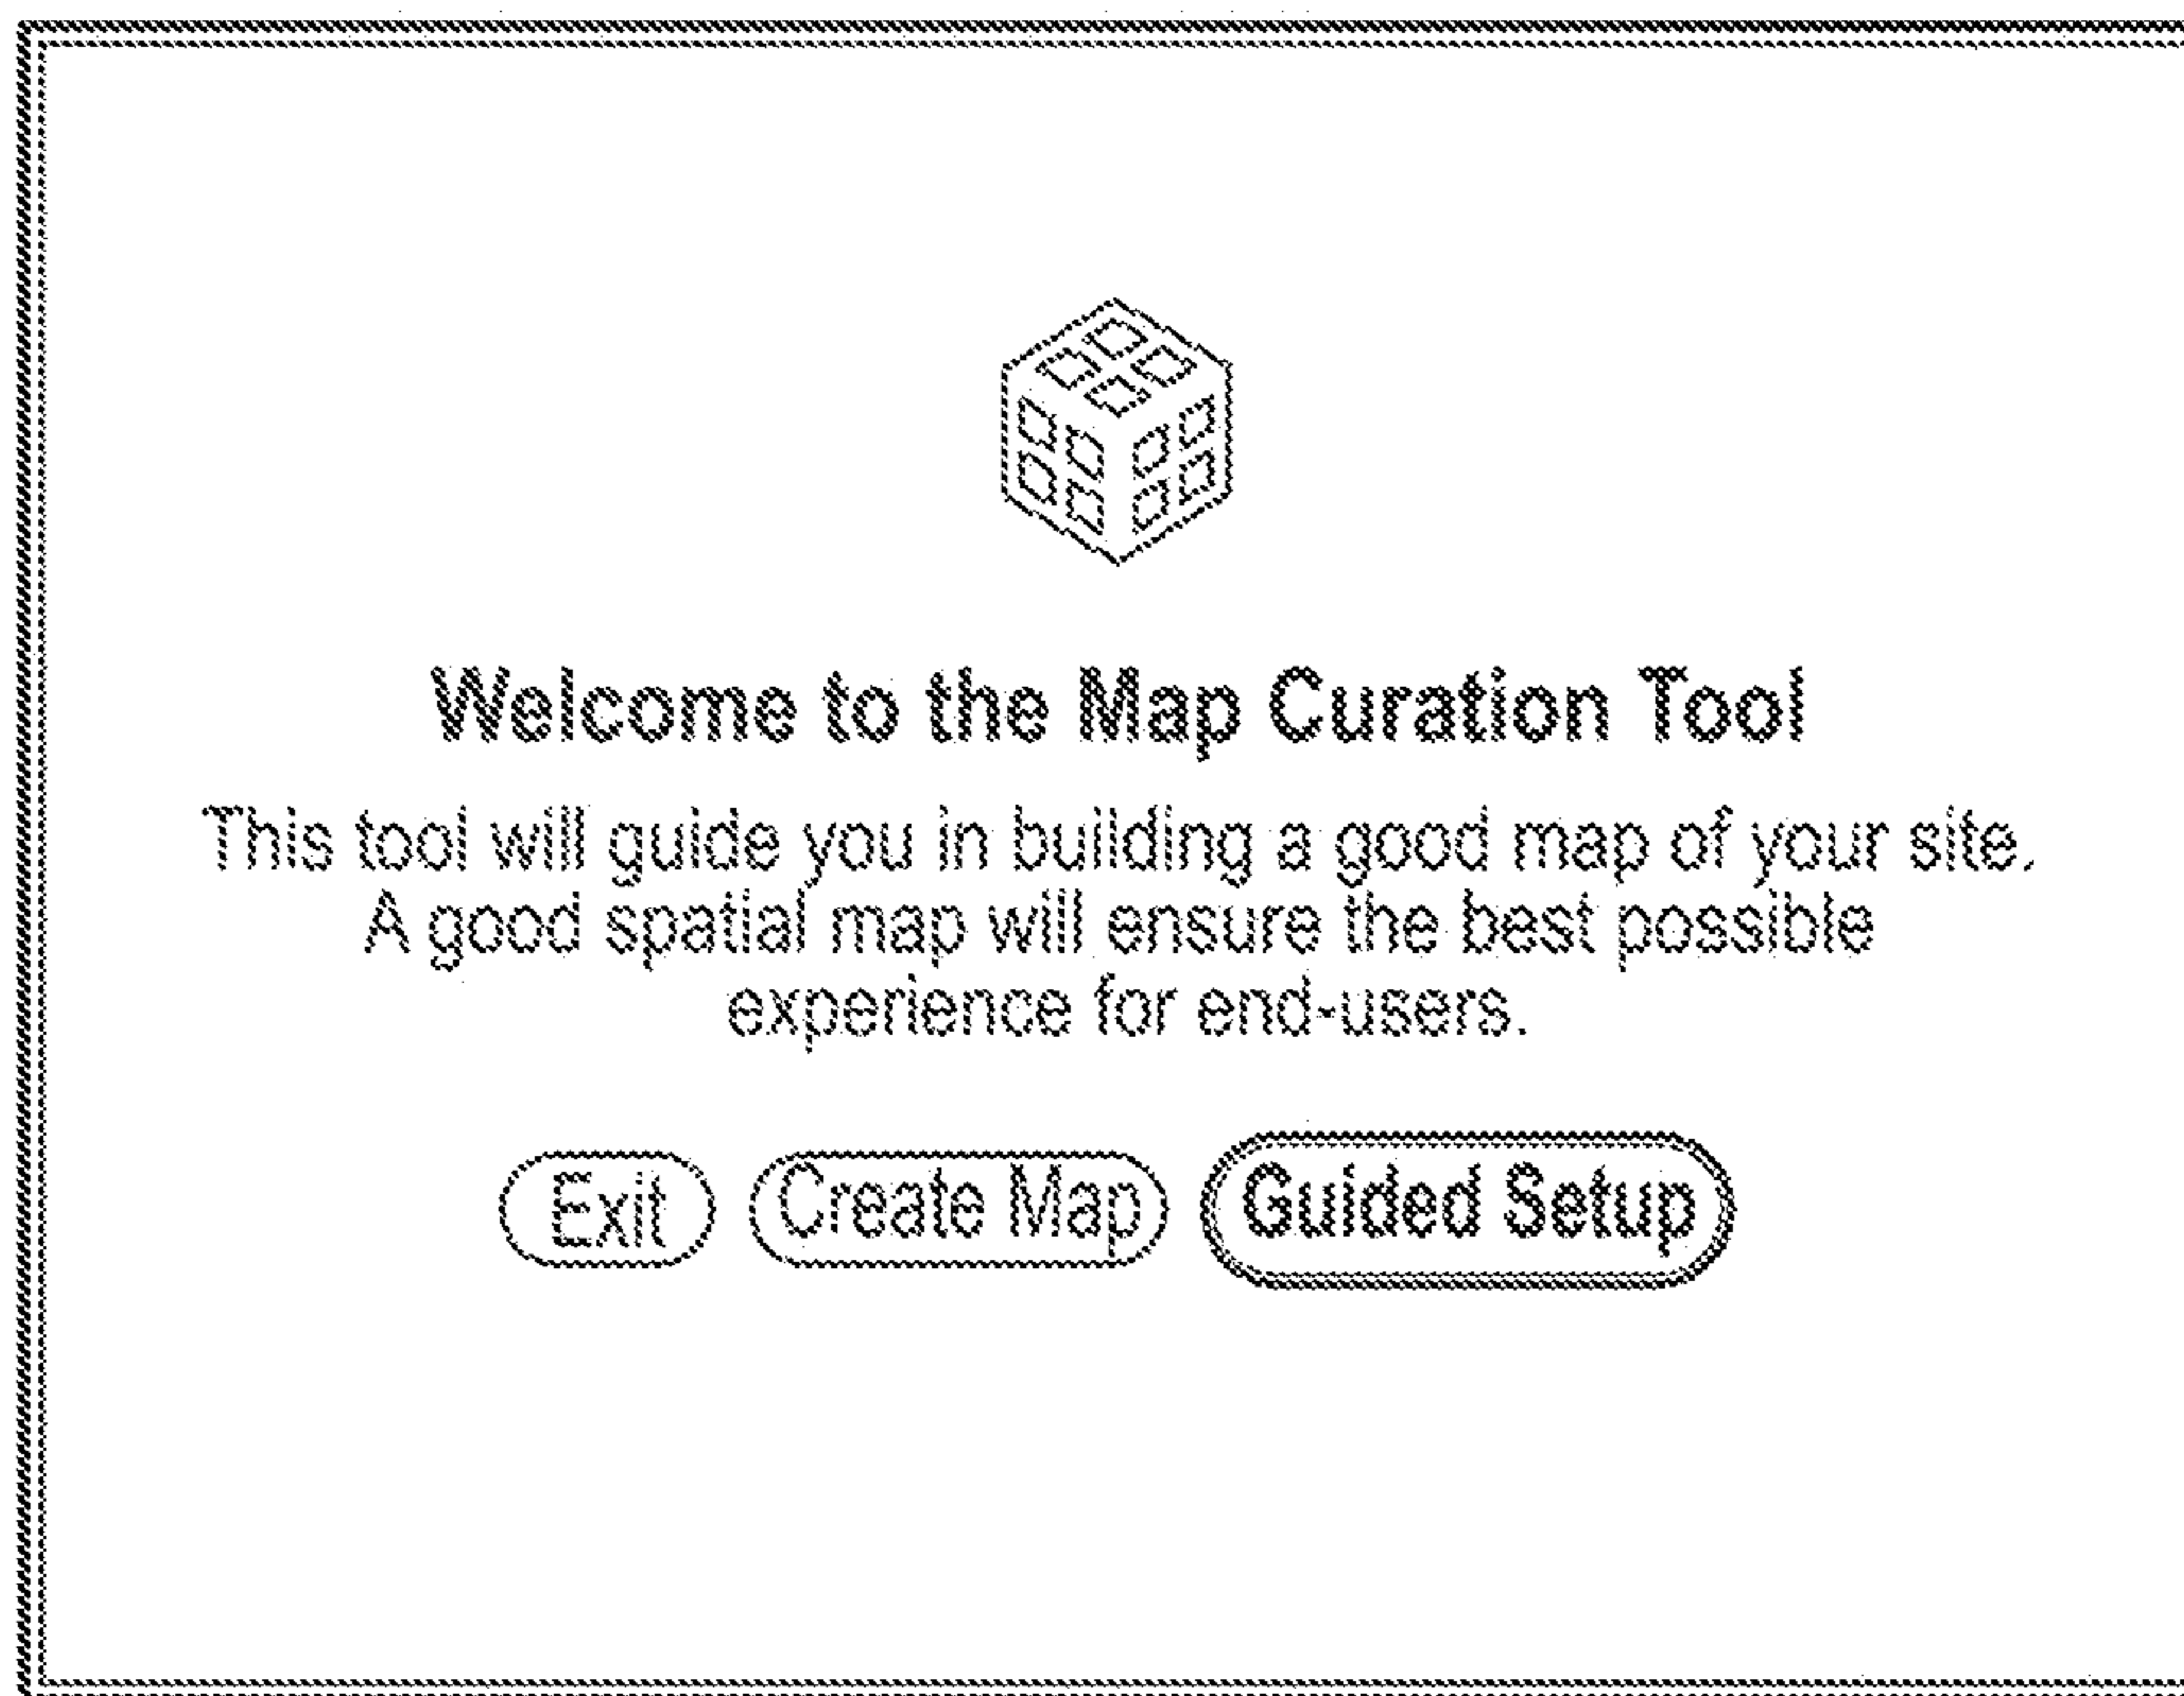 Welcome to the Map Curation Tool
This tool will guide you in building a good map of your site.
A good spatial map will ensure the best possible
experience for end-users.
Exit Create Map Guided Setup